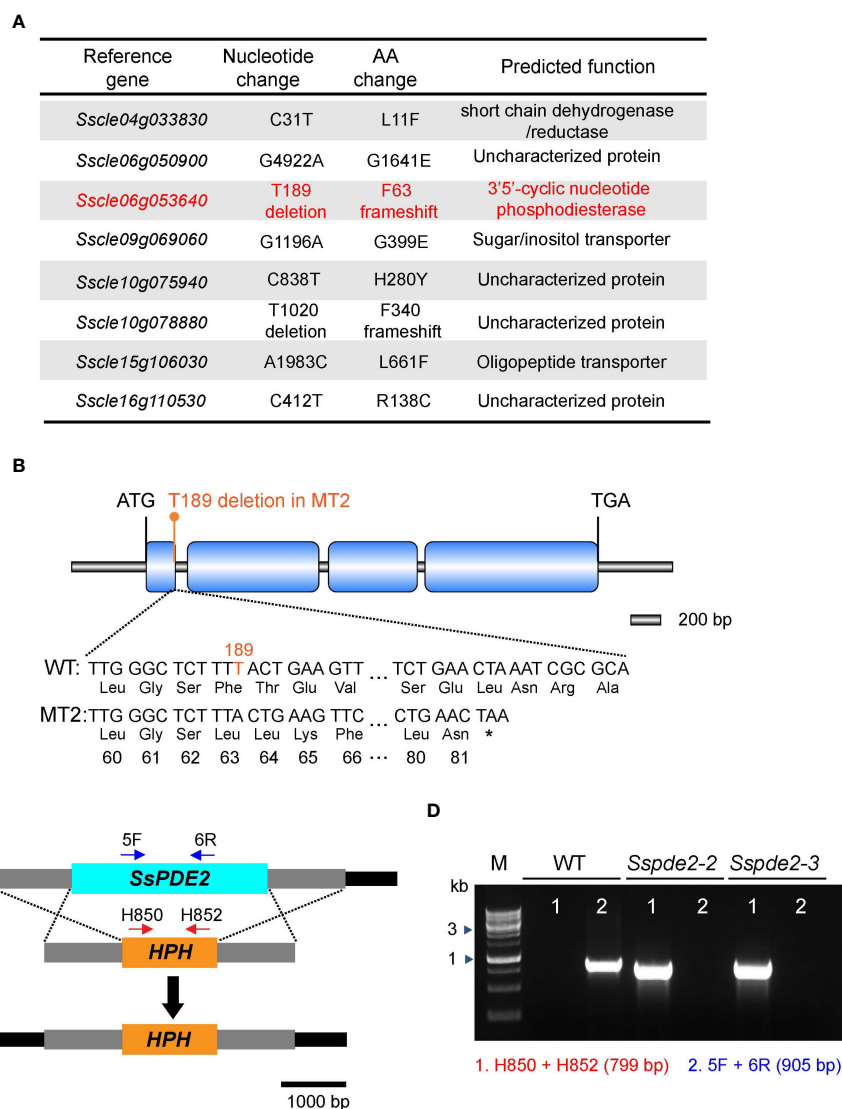 A
Reference gene Nucleotide change AA change Predicted function
Sscle04g033830 C31T L11F short chain dehydrogenase /reductase
Sscle06g050900 G4922A G1641E Uncharacterized protein
Sscle06g053640 T189 deletion F63 frameshift 3'5'-cyclic nucleotide phosphodiesterase
Sscle09g069060 G1196A G399E Sugar/inositol transporter
Sscle10g075940 C838T H280Y Uncharacterized protein
Sscle10g078880 T1020 deletion F340 frameshift Uncharacterized protein
Sscle15g106030 A1983C L661F Oligopeptide transporter
Sscle16g110530 C412T R138C Uncharacterized protein
B
ATG T189 deletion in MT2 TGA
200 bp
189
WT: TTG GGC TCT TTT ACT GAA GTT ... TCT GAA CTA AAT CGC GCA
Leu Gly Ser Phe Thr Glu Val Ser Glu Leu Asn Arg Ala
MT2: TTG GGC TCT TTA CTG AAG TTC ... CTG AAC TAA
Leu Gly Ser Leu Leu Lys Phe Leu Asn *
60 61 62 63 64 65 66 ... 80 81
5F 6R
SsPDE2
H850 H852
HPH
HPH
1000 bp
D
M WT Sspde2-2 Sspde2-3
kb
1 2 1 2 1 2
3
1
1. H850 + H852 (799 bp) 2. 5F + 6R (905 bp)